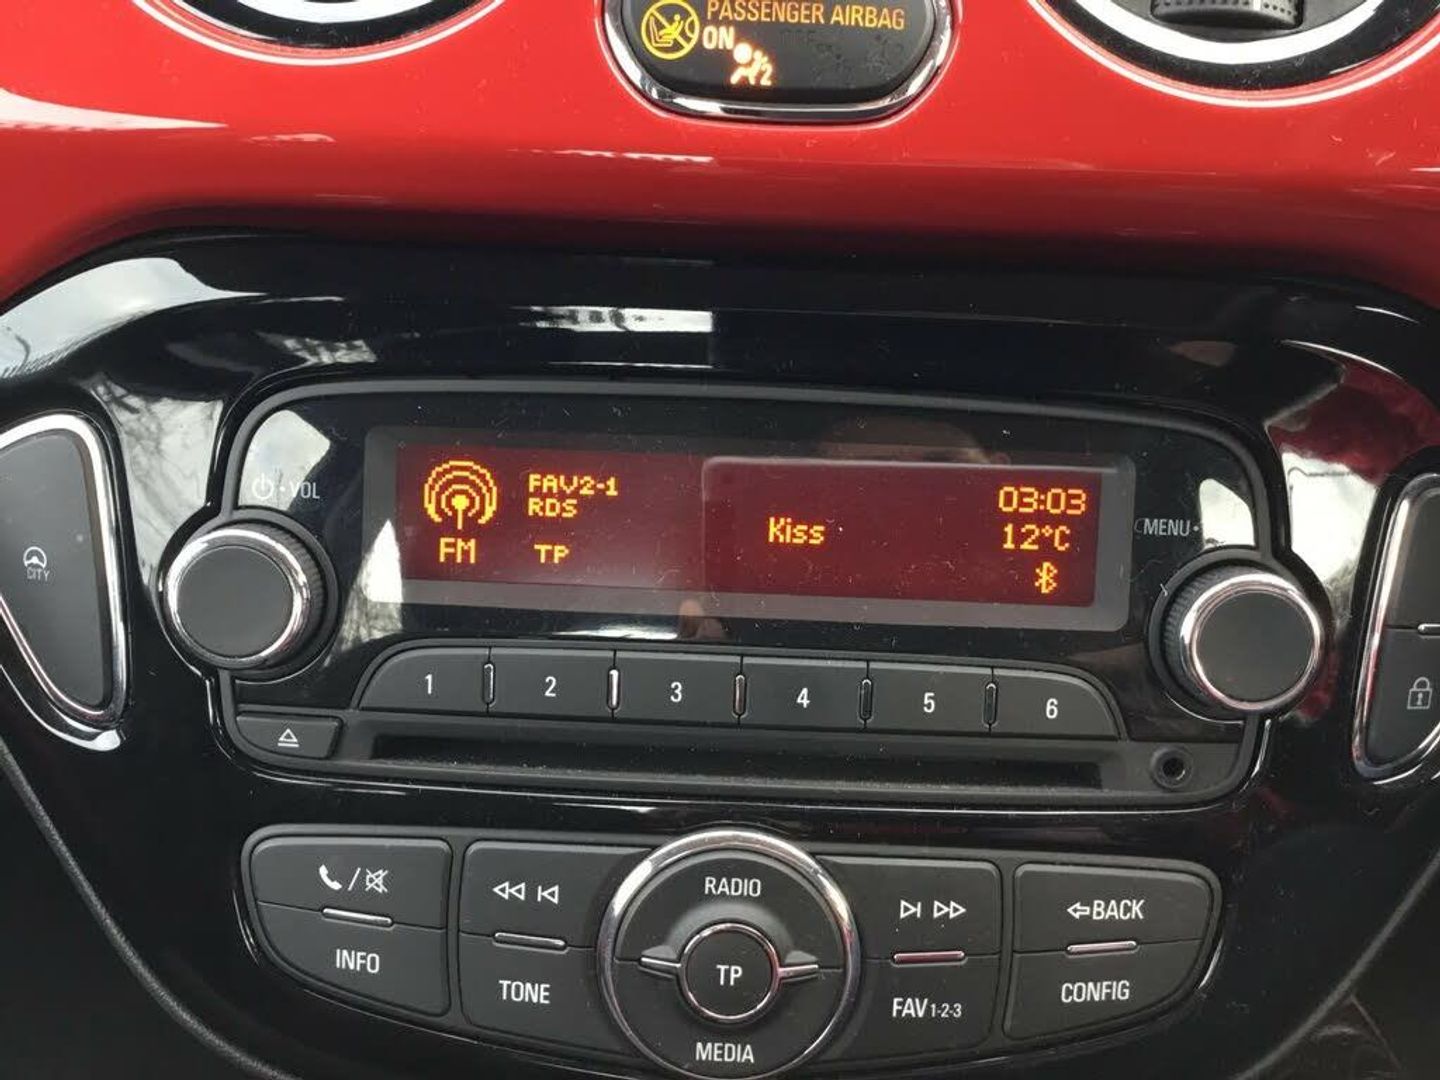 PASSENGER AIRBAG
ON
2
VOL
FAV2-1
RDS
FM
TP
Kiss
03:03
12°C
MENU
CITY
1 2 3 4 5 6
RADIO
BACK
INFO
TONE
TP
FAV1-2-3
CONFIG
MEDIA